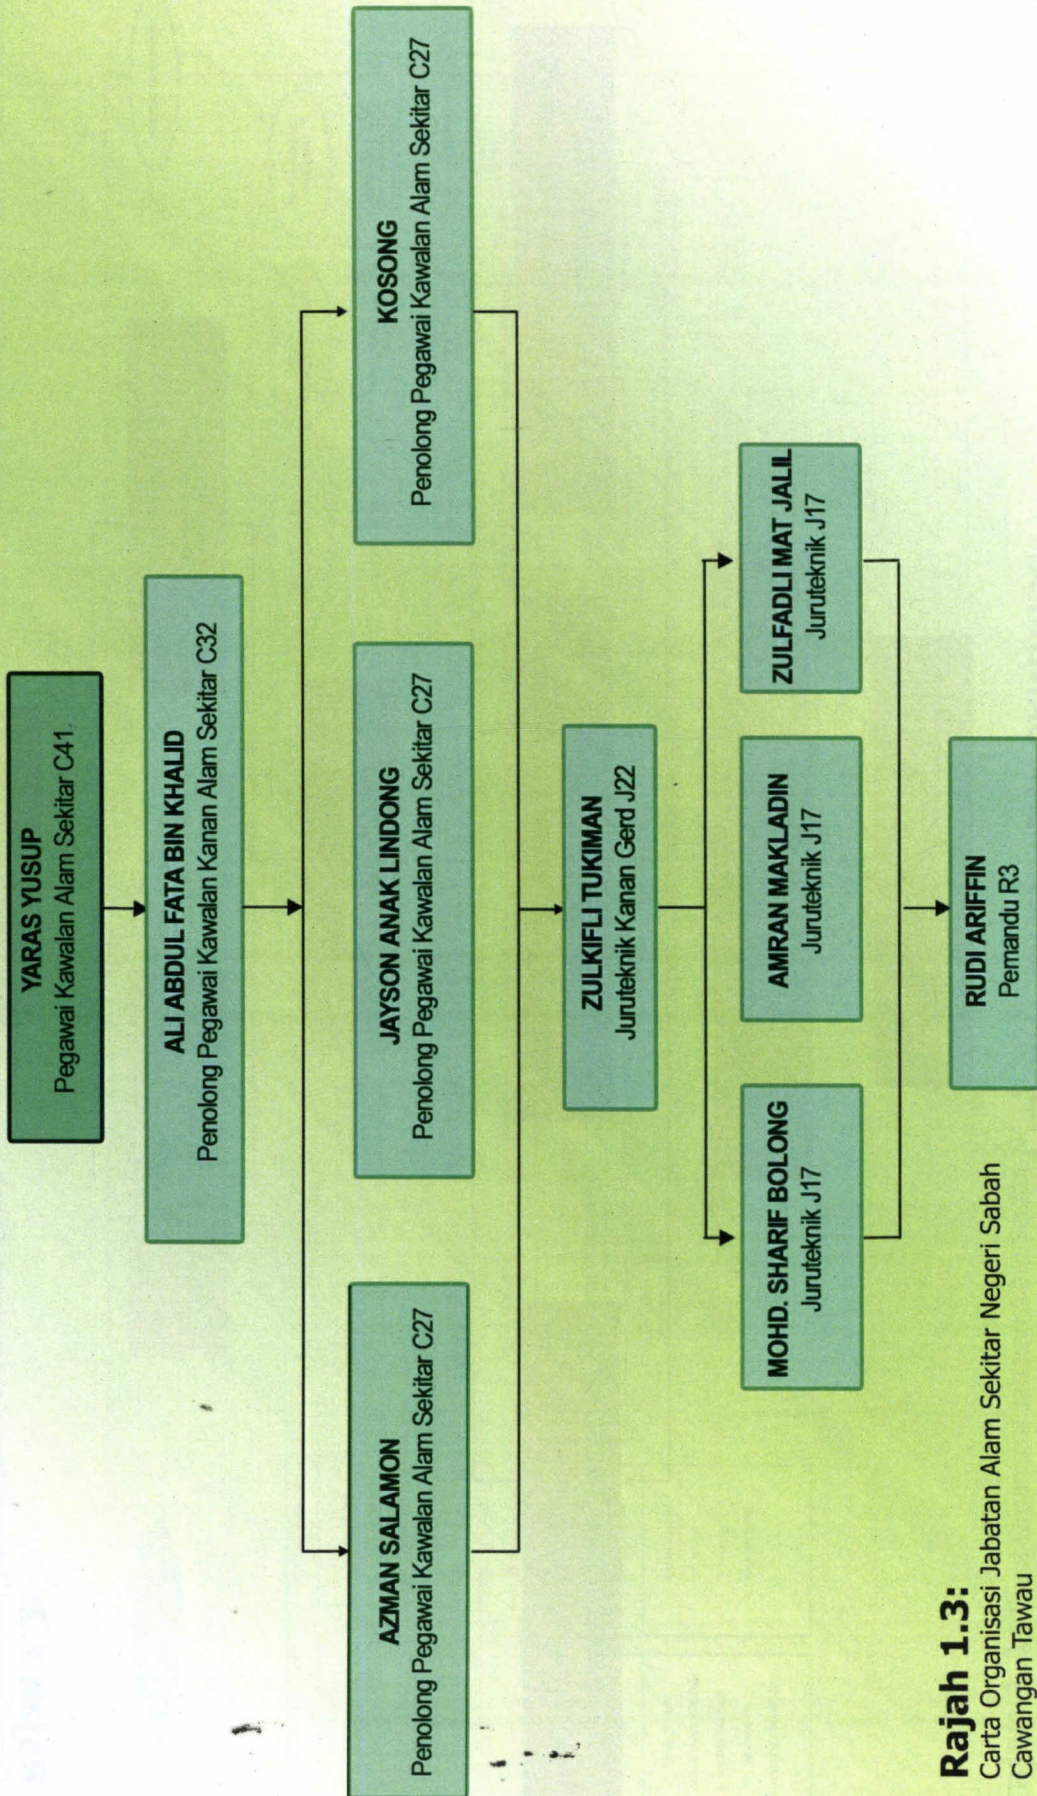 YARAS YUSUP
Pegawai Kawalan Alam Sekitar C41.
ALI ABDUL FATA BIN KHALID
Penolong Pegawai Kawalan Kanan Alam Sekitar C32
AZMAN SALAMON
Penolong Pegawai Kawalan Alam Sekitar C27
JAYSON ANAK LINDONG
Penolong Pegawai Kawalan Alam Sekitar C27
KOSONG
Penolong Pegawai Kawalan Alam Sekitar C27
ZULKIFLI TUKIMAN
Juruteknik Kanan Gerd J22
MOHD. SHARIF BOLONG
Juruteknik J17
AMRAN MAKLADIN
Juruteknik J17
ZULFADLI MAT JALIL
Juruteknik J17
RUDI ARIFFIN
Pemandu R3
Rajah 1.3:
Carta Organisasi Jabatan Alam Sekitar Negeri Sabah
Cawangan Tawau